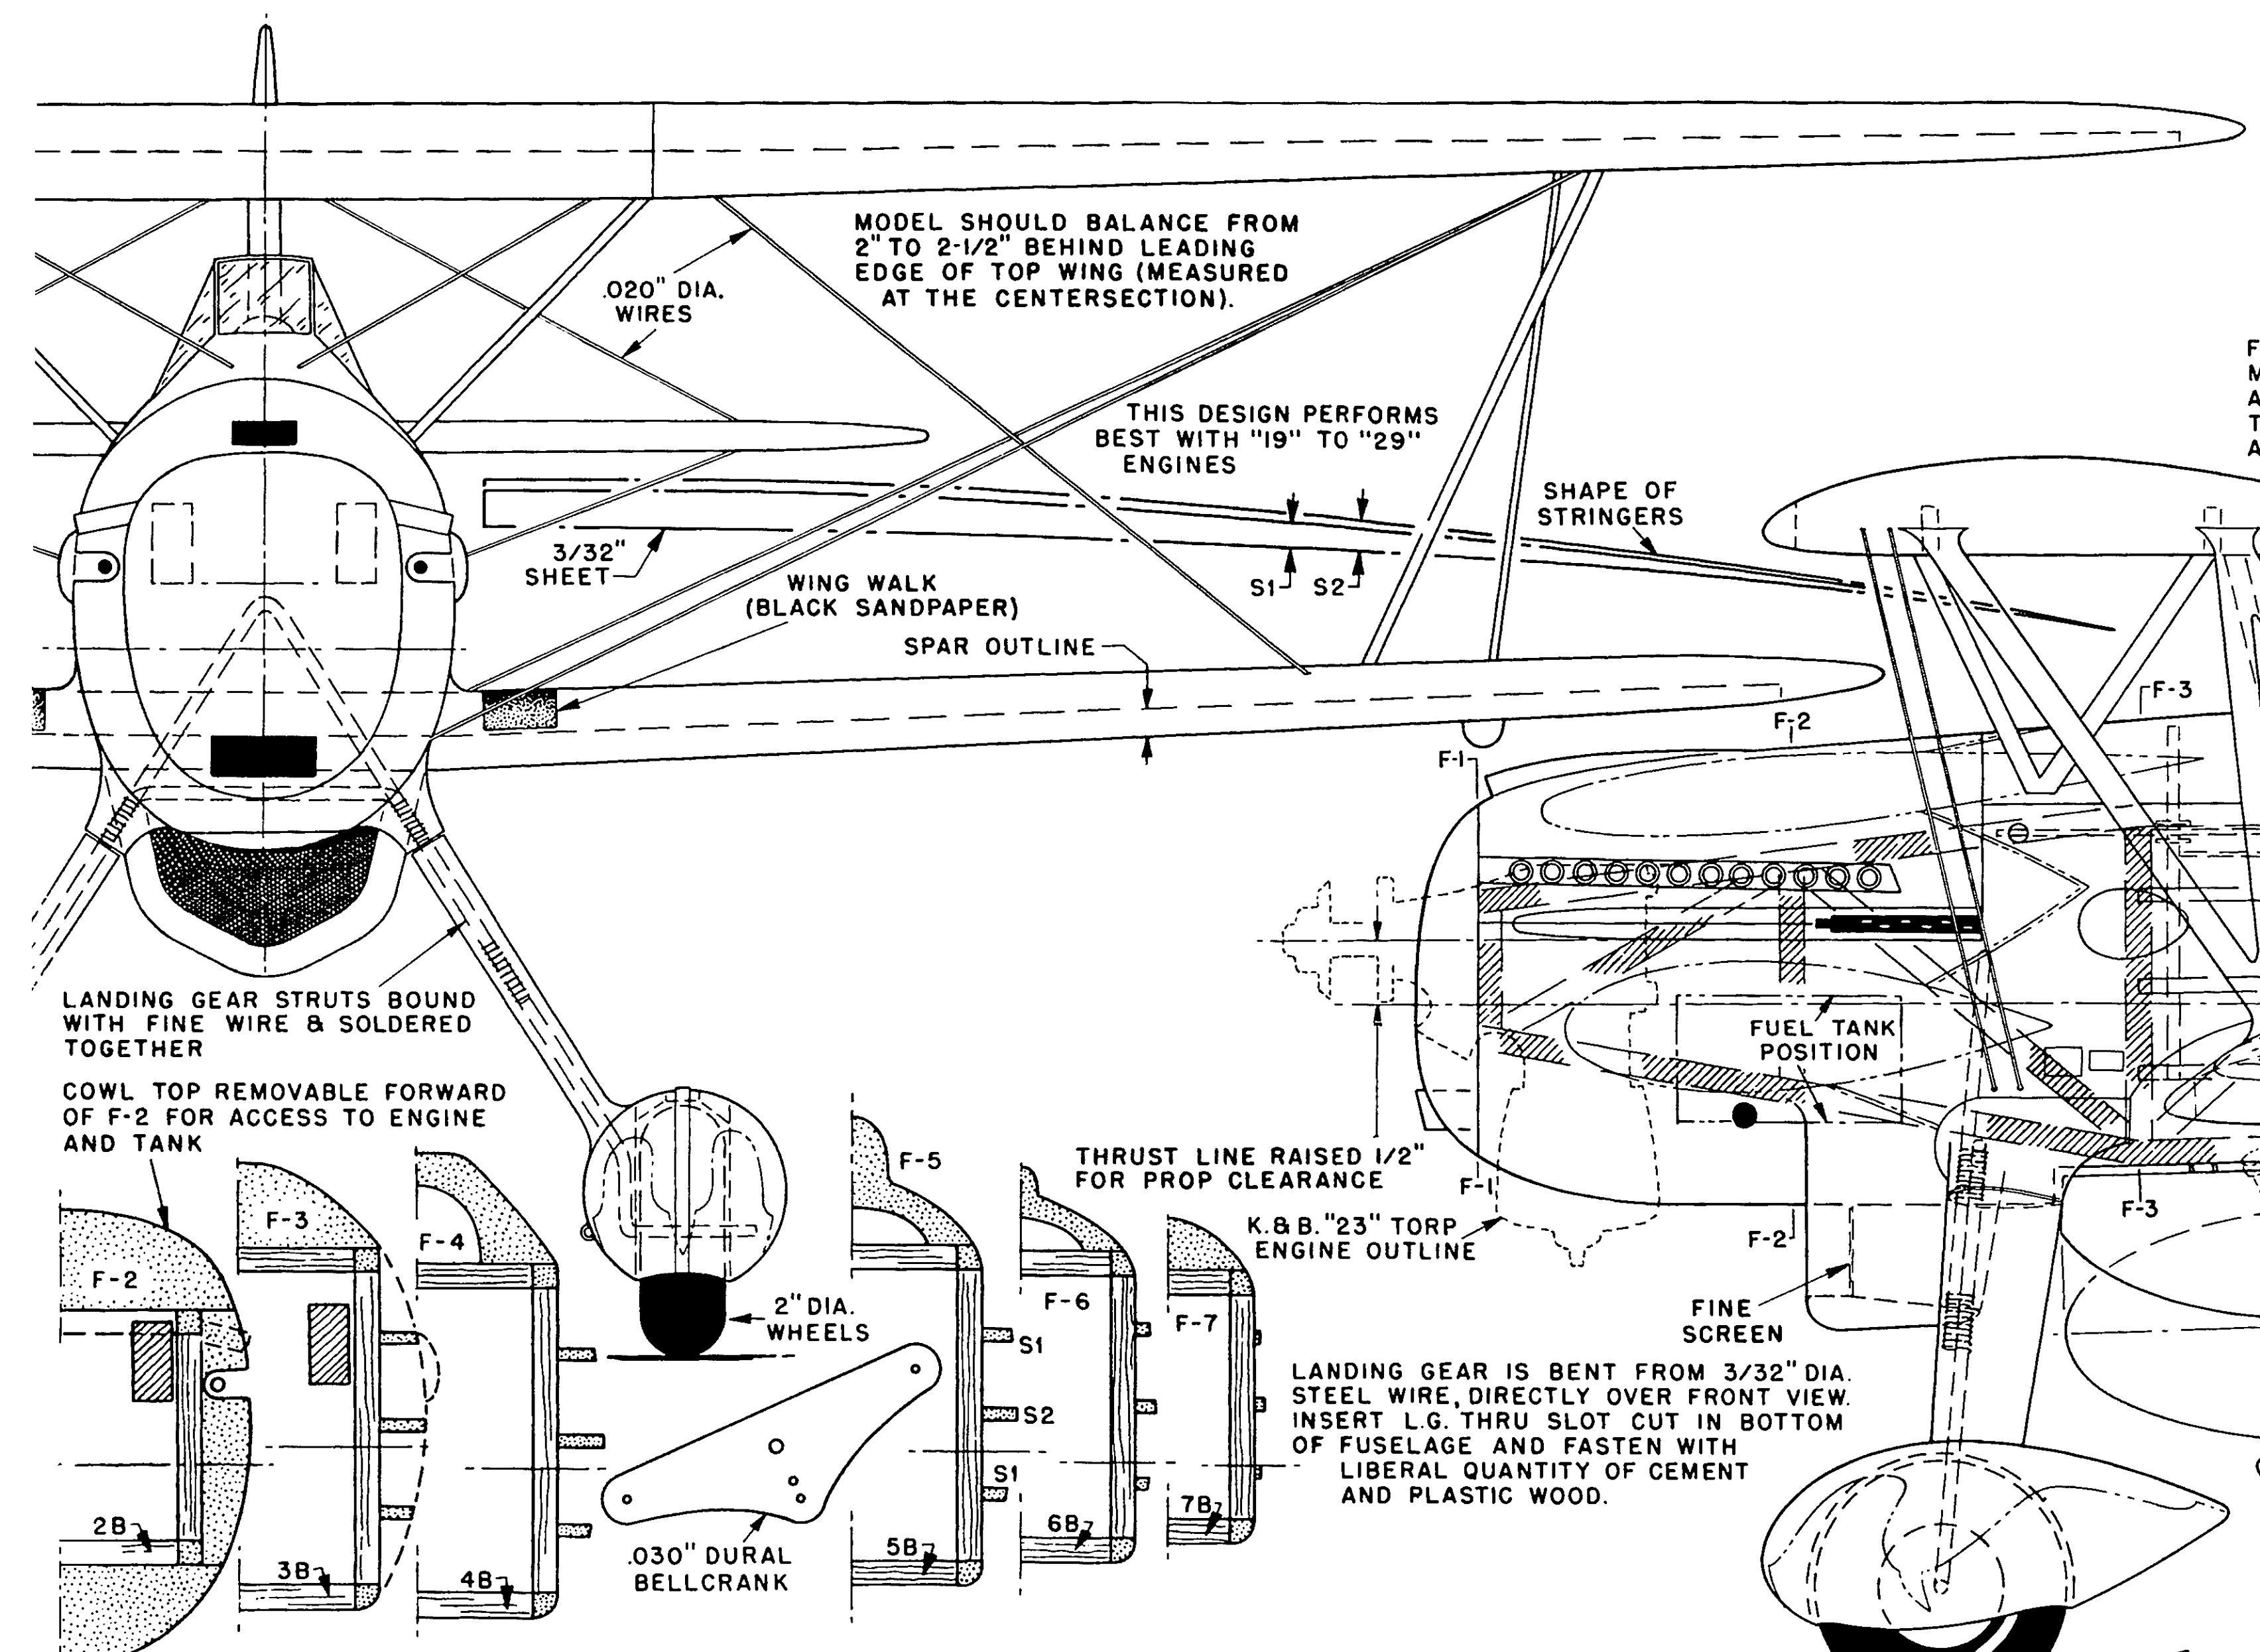 MODEL SHOULD BALANCE FROM
2" TO 2-1/2" BEHIND LEADING
EDGE OF TOP WING (MEASURED
AT THE CENTERSECTION).
.020" DIA.
WIRES
F
M
A
T
A
THIS DESIGN PERFORMS
BEST WITH "19" TO "29"
ENGINES
SHAPE OF
STRINGERS
3/32"
SHEET
S1
S2
WING WALK
(BLACK SANDPAPER)
SPAR OUTLINE
F-3
F-2
F-1
LANDING GEAR STRUTS BOUND
WITH FINE WIRE & SOLDERED
TOGETHER
FUEL TANK
POSITION
COWL TOP REMOVABLE FORWARD
OF F-2 FOR ACCESS TO ENGINE
AND TANK
THRUST LINE RAISED 1/2"
FOR PROP CLEARANCE
F-1
F-3
F-2
K.&B. "23" TORP
ENGINE OUTLINE
FINE
SCREEN
F-2
F-3
F-4
F-5
F-6
F-7
2" DIA.
WHEELS
S1
S2
S1
2B
3B
4B
5B
6B
7B
.030" DURAL
BELLCRANK
LANDING GEAR IS BENT FROM 3/32" DIA.
STEEL WIRE, DIRECTLY OVER FRONT VIEW.
INSERT L.G. THRU SLOT CUT IN BOTTOM
OF FUSELAGE AND FASTEN WITH
LIBERAL QUANTITY OF CEMENT
AND PLASTIC WOOD.